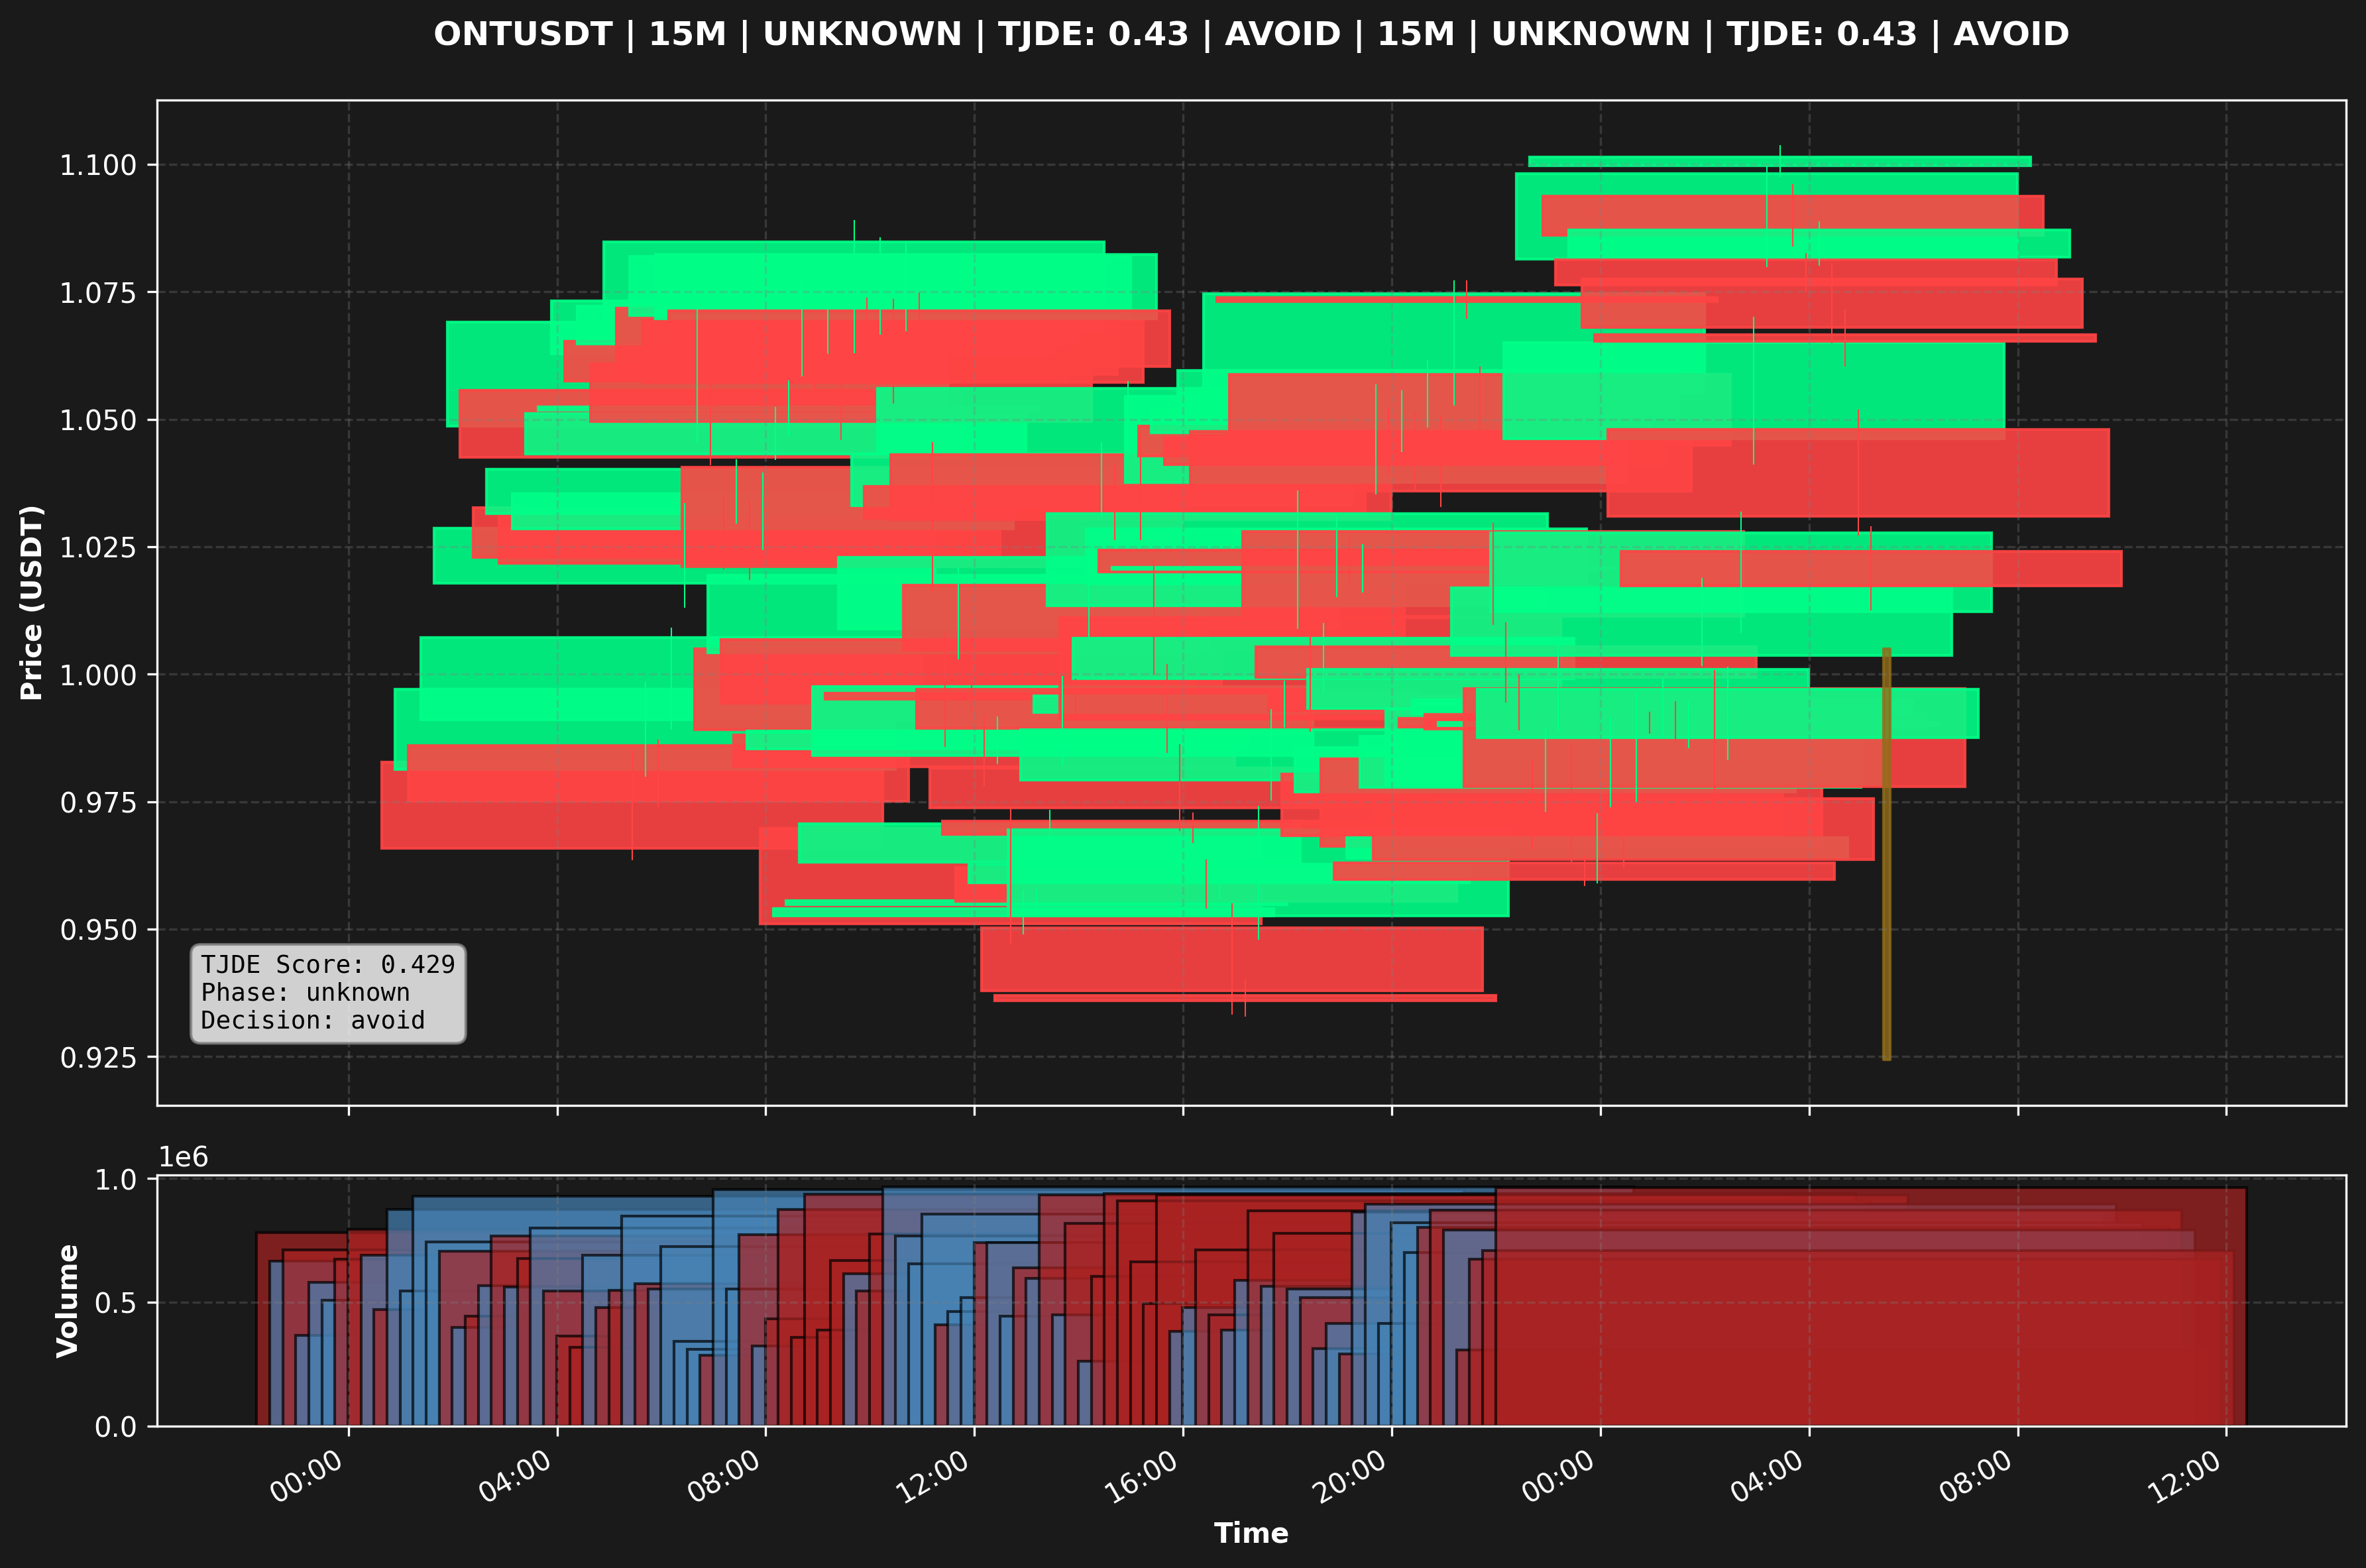 ONTUSDT | 15M | UNKNOWN | TJDE: 0.43 | AVOID | 15M | UNKNOWN | TJDE: 0.43 | AVOID
1.100
1.075
1.050
1.025
1.000
0.975
0.950
0.925
Price (USDT)
TJDE Score: 0.429
Phase: unknown
Decision: avoid
1e6
1.0
0.5
0.0
Volume
00:00
04:00
08:00
12:00
16:00
20:00
00:00
04:00
08:00
12:00
Time